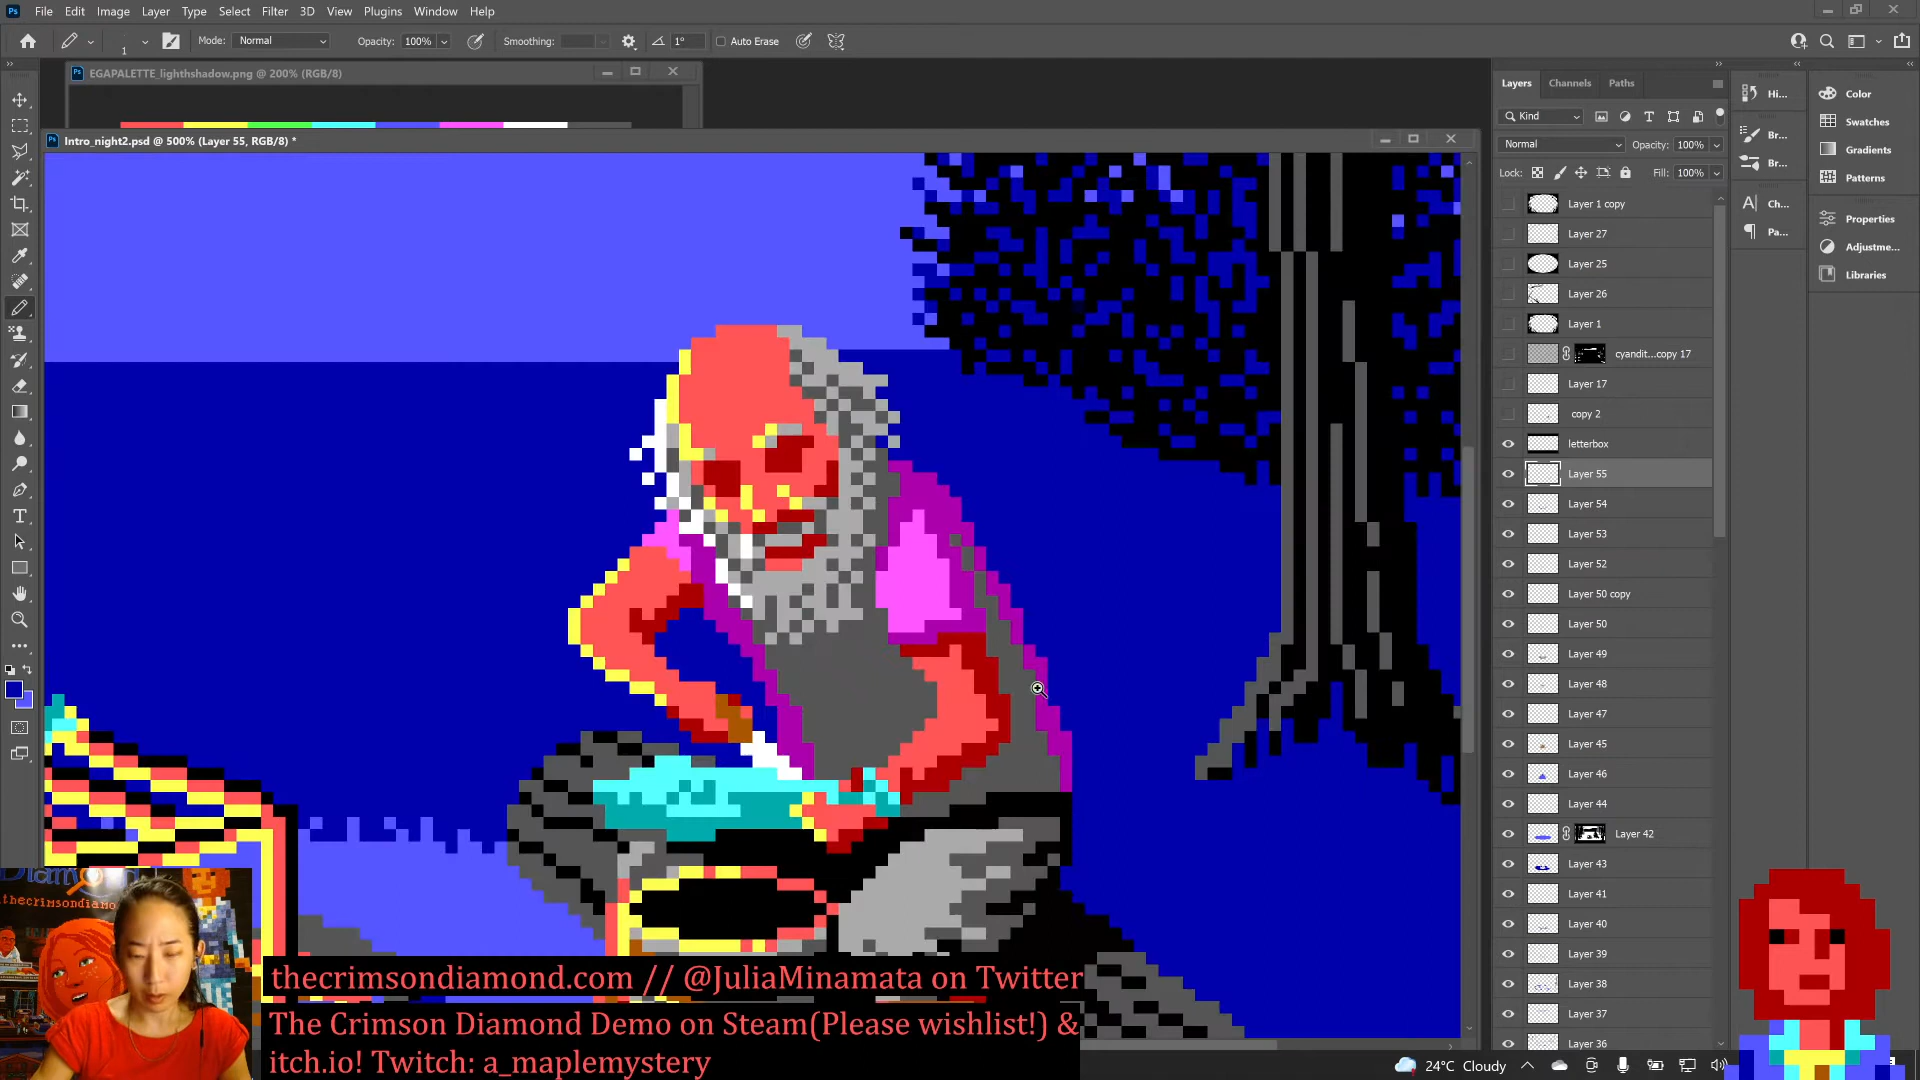 File Edit Image Layer Type Select Filter 3D View Plugins Window Help
1 Mode: Normal Opacity: 100% Smoothing: 1° Auto Erase
EGAPALETTE_lighthshadow.png @ 200% (RGB/8)
Intro_night2.psd @ 500% (Layer 55, RGB/8) *
Layers Channels Paths
Kind
Normal Opacity: 100%
Lock: Fill: 100%
Layer 1 copy
Layer 27
Layer 25
Layer 26
Layer 1
cyandit...copy 17
Layer 17
copy 2
letterbox
Layer 55
Layer 54
Layer 53
Layer 52
Layer 50 copy
Layer 50
Layer 49
Layer 48
Layer 47
Layer 45
Layer 46
Layer 44
Layer 42
Layer 43
Layer 41
Layer 40
Layer 39
Layer 38
Layer 37
Layer 36
Hi...
Br...
Br...
Ch...
Pa...
Color
Swatches
Gradients
Patterns
Properties
Adjustme...
Libraries
thecrimsondiamond.com // @JuliaMinamata on Twitter
The Crimson Diamond Demo on Steam(Please wishlist!) &
itch.io! Twitch: a_maplemystery
24°C Cloudy